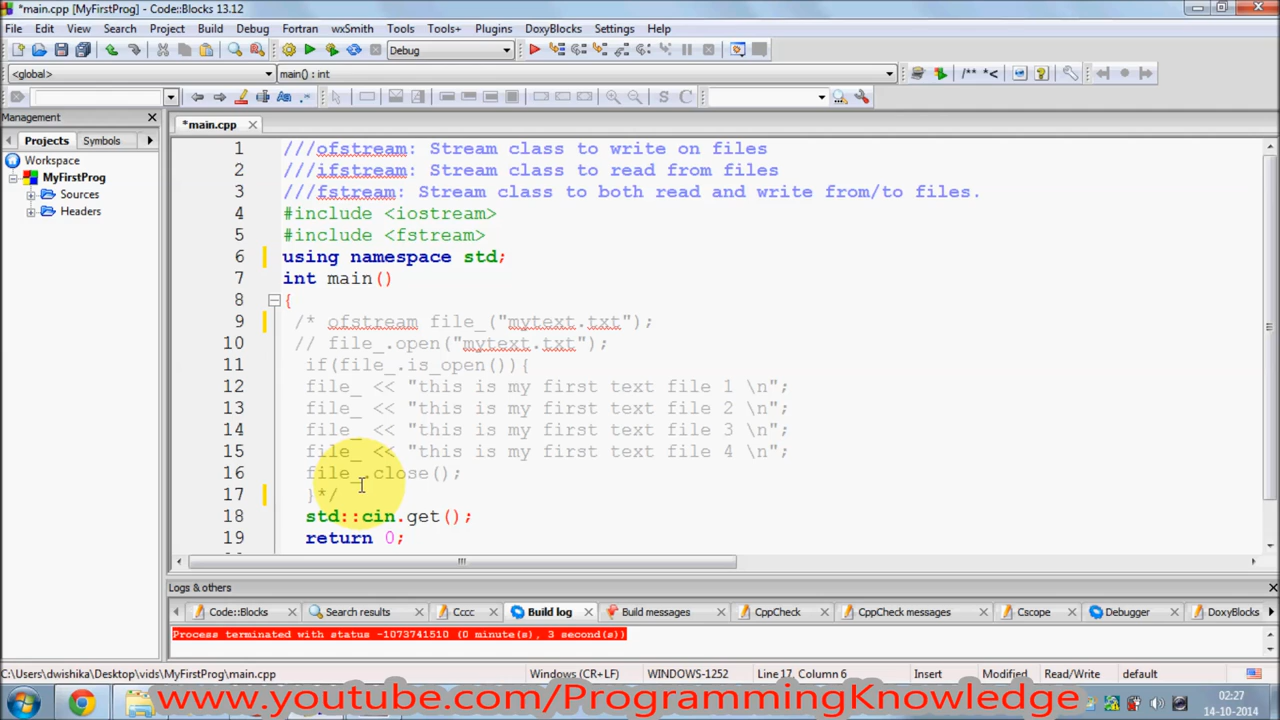 *main.cpp [MyFirstProg] - Code::Blocks 13.12
File Edit View Search Project Build Debug Fortran wxSmith Tools Tools+ Plugins DoxyBlocks Settings Help
Debug
<global> main() : int /** *<
Aa .* S C
Management *main.cpp
Projects Symbols
Workspace
MyFirstProg
Sources
Headers
1 ///ofstream: Stream class to write on files
2 ///ifstream: Stream class to read from files
3 ///fstream: Stream class to both read and write from/to files.
4 #include <iostream>
5 #include <fstream>
6 using namespace std;
7 int main()
8 {
9 /* ofstream file_("mytext.txt");
10 // file_.open("mytext.txt");
11 if(file_.is_open()){
12 file_ << "this is my first text file 1 \n";
13 file_ << "this is my first text file 2 \n";
14 file_ << "this is my first text file 3 \n";
15 file_ << "this is my first text file 4 \n";
16 file_.close();
17 }*/
18 std::cin.get();
19 return 0;
Logs & others
Code::Blocks Search results Cccc Build log Build messages CppCheck CppCheck messages Cscope Debugger DoxyBlocks
Process terminated with status -1073741510 (0 minute(s), 3 second(s))
C:\Users\dwishika\Desktop\vids\MyFirstProg\main.cpp Windows (CR+LF) WINDOWS-1252 Line 17, Column 6 Insert Modified Read/Write default
www.youtube.com/ProgrammingKnowledge
02:27
14-10-2014